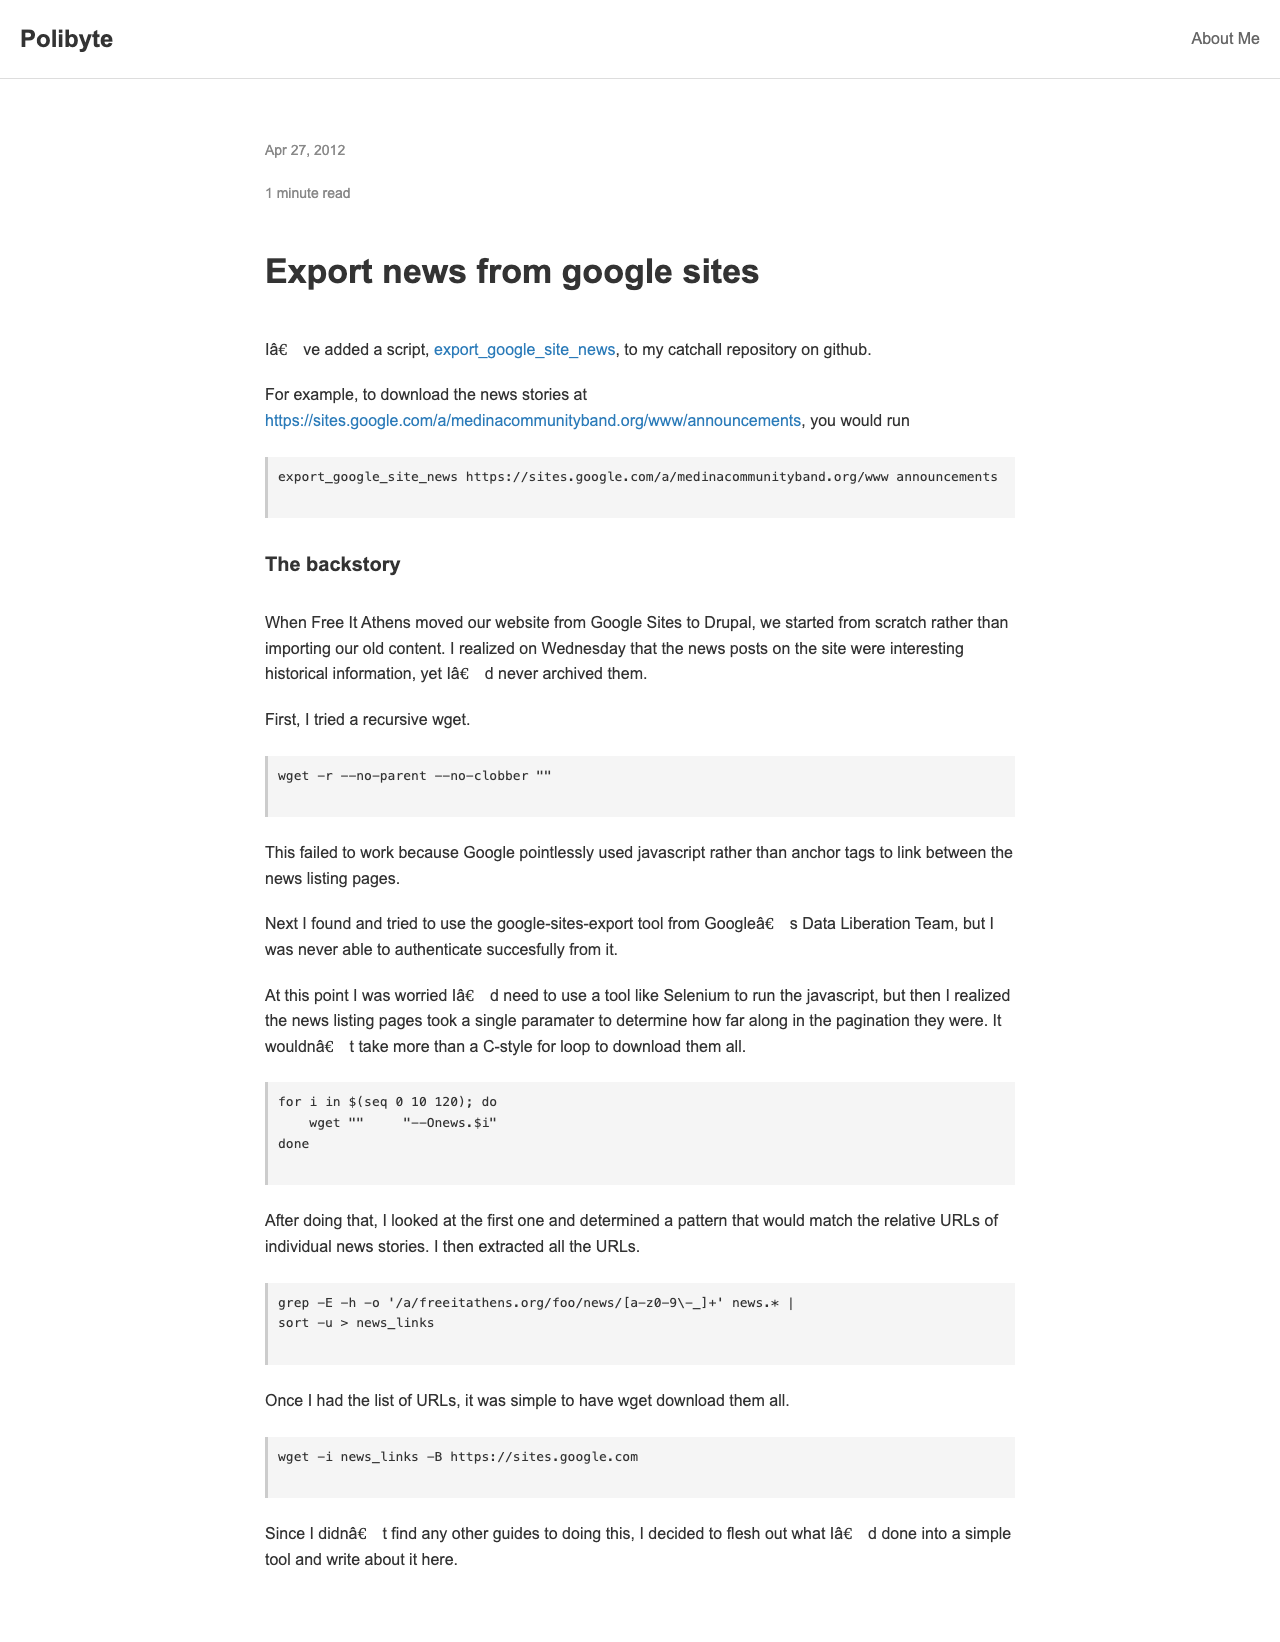 Polibyte
About Me
Apr 27, 2012
1 minute read
Export news from google sites
Iâ€ ve added a script, export_google_site_news, to my catchall repository on github.
For example, to download the news stories at
https://sites.google.com/a/medinacommunityband.org/www/announcements, you would run
export_google_site_news https://sites.google.com/a/medinacommunityband.org/www announcements
The backstory
When Free It Athens moved our website from Google Sites to Drupal, we started from scratch rather than
importing our old content. I realized on Wednesday that the news posts on the site were interesting
historical information, yet Iâ€ d never archived them.
First, I tried a recursive wget.
wget -r --no-parent --no-clobber ""
This failed to work because Google pointlessly used javascript rather than anchor tags to link between the
news listing pages.
Next I found and tried to use the google-sites-export tool from Googleâ€ s Data Liberation Team, but I
was never able to authenticate succesfully from it.
At this point I was worried Iâ€ d need to use a tool like Selenium to run the javascript, but then I realized
the news listing pages took a single paramater to determine how far along in the pagination they were. It
wouldnâ€ t take more than a C-style for loop to download them all.
for i in $(seq 0 10 120); do
    wget ""     "--Onews.$i"
done
After doing that, I looked at the first one and determined a pattern that would match the relative URLs of
individual news stories. I then extracted all the URLs.
grep -E -h -o '/a/freeitathens.org/foo/news/[a-z0-9\-_]+' news.* |
sort -u > news_links
Once I had the list of URLs, it was simple to have wget download them all.
wget -i news_links -B https://sites.google.com
Since I didnâ€ t find any other guides to doing this, I decided to flesh out what Iâ€ d done into a simple
tool and write about it here.